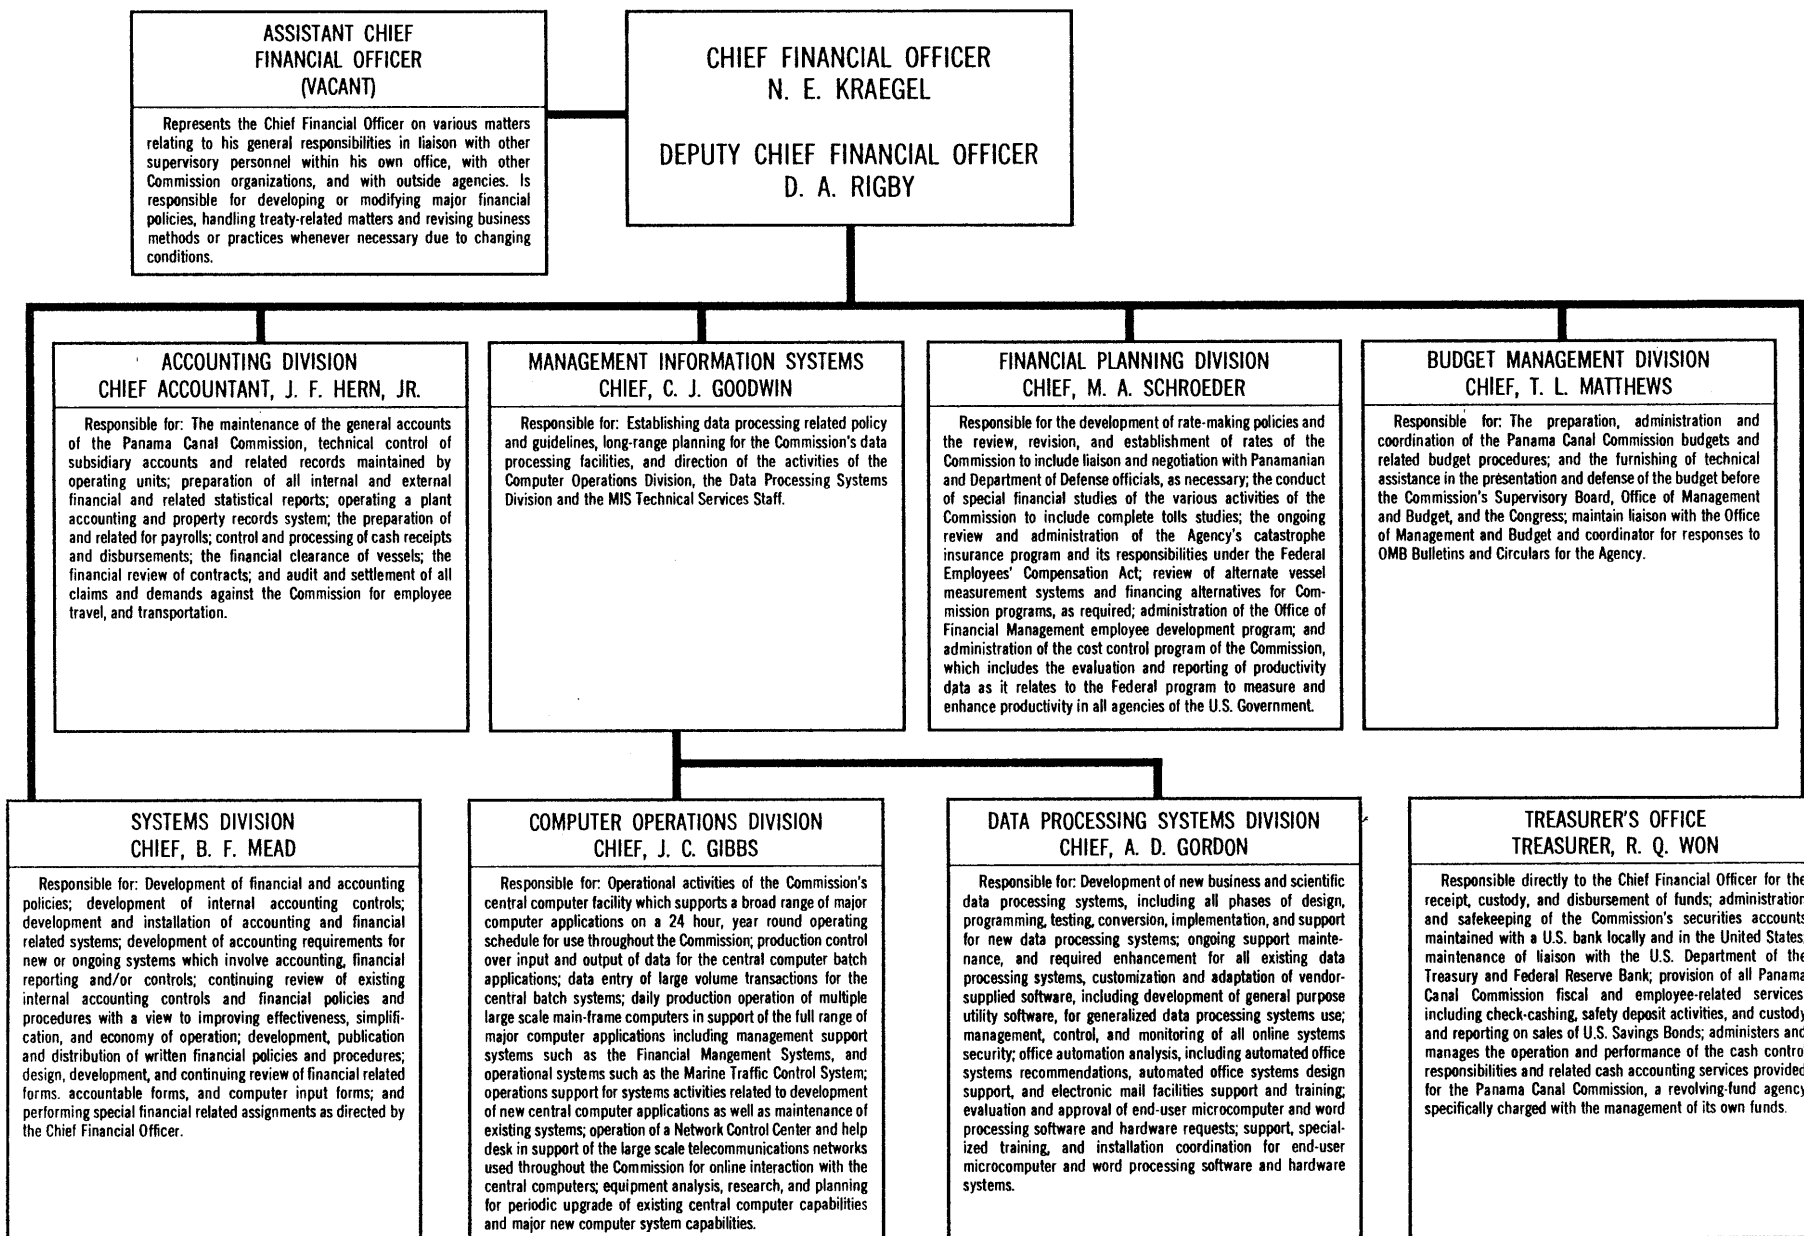 ASSISTANT CHIEF
FINANCIAL OFFICER
(VACANT)
Represents the Chief Financial Officer on various matters
relating to his general responsibilities in liaison with other
supervisory personnel within his own office, with other
Commission organizations, and with outside agencies. Is
responsible for developing or modifying major financial
policies, handling treaty-related matters and revising business
methods or practices whenever necessary due to changing
conditions.
CHIEF FINANCIAL OFFICER
N. E. KRAEGEL
DEPUTY CHIEF FINANCIAL OFFICER
D. A. RIGBY
ACCOUNTING DIVISION
CHIEF ACCOUNTANT, J. F. HERN, JR.
Responsible for: The maintenance of the general accounts
of the Panama Canal Commission, technical control of
subsidiary accounts and related records maintained by
operating units; preparation of all internal and external
financial and related statistical reports; operating a plant
accounting and property records system; the preparation of
and related for payrolls; control and processing of cash receipts
and disbursements; the financial clearance of vessels; the
financial review of contracts; and audit and settlement of all
claims and demands against the Commission for employee
travel, and transportation.
MANAGEMENT INFORMATION SYSTEMS
CHIEF, C. J. GOODWIN
Responsible for: Establishing data processing related policy
and guidelines, long-range planning for the Commission's data
processing facilities, and direction of the activities of the
Computer Operations Division, the Data Processing Systems
Division and the MIS Technical Services Staff.
FINANCIAL PLANNING DIVISION
CHIEF, M. A. SCHROEDER
Responsible for the development of rate-making policies and
the review, revision, and establishment of rates of the
Commission to include liaison and negotiation with Panamanian
and Department of Defense officials, as necessary; the conduct
of special financial studies of the various activities of the
Commission to include complete tolls studies; the ongoing
review and administration of the Agency's catastrophe
insurance program and its responsibilities under the Federal
Employees' Compensation Act; review of alternate vessel
measurement systems and financing alternatives for Com-
mission programs, as required; administration of the Office of
Financial Management employee development program; and
administration of the cost control program of the Commission,
which includes the evaluation and reporting of productivity
data as it relates to the Federal program to measure and
enhance productivity in all agencies of the U.S. Government.
BUDGET MANAGEMENT DIVISION
CHIEF, T. L. MATTHEWS
Responsible for: The preparation, administration and
coordination of the Panama Canal Commission budgets and
related budget procedures; and the furnishing of technical
assistance in the presentation and defense of the budget before
the Commission's Supervisory Board, Office of Management
and Budget, and the Congress; maintain liaison with the Office
of Management and Budget and coordinator for responses to
OMB Bulletins and Circulars for the Agency.
SYSTEMS DIVISION
CHIEF, B. F. MEAD
Responsible for: Development of financial and accounting
policies; development of internal accounting controls;
development and installation of accounting and financial
related systems; development of accounting requirements for
new or ongoing systems which involve accounting, financial
reporting and/or controls; continuing review of existing
internal accounting controls and financial policies and
procedures with a view to improving effectiveness, simplifi-
cation, and economy of operation; development, publication
and distribution of written financial policies and procedures;
design, development, and continuing review of financial related
forms. accountable forms, and computer input forms; and
performing special financial related assignments as directed by
the Chief Financial Officer.
COMPUTER OPERATIONS DIVISION
CHIEF, J. C. GIBBS
Responsible for: Operational activities of the Commission's
central computer facility which supports a broad range of major
computer applications on a 24 hour, year round operating
schedule for use throughout the Commission; production control
over input and output of data for the central computer batch
applications; data entry of large volume transactions for the
central batch systems; daily production operation of multiple
large scale main-frame computers in support of the full range of
major computer applications including management support
systems such as the Financial Mangement Systems, and
operational systems such as the Marine Traffic Control System;
operations support for systems activities related to development
of new central computer applications as well as maintenance of
existing systems; operation of a Network Control Center and help
desk in support of the large scale telecommunications networks
used throughout the Commission for online interaction with the
central computers; equipment analysis, research, and planning
for periodic upgrade of existing central computer capabilities
and major new computer system capabilities.
DATA PROCESSING SYSTEMS DIVISION
CHIEF, A. D. GORDON
Responsible for: Development of new business and scientific
data processing systems, including all phases of design,
programming, testing, conversion, implementation, and support
for new data processing systems; ongoing support mainte-
nance, and required enhancement for all existing data
processing systems, customization and adaptation of vendor-
supplied software, including development of general purpose
utility software, for generalized data processing systems use;
management, control, and monitoring of all online systems
security; office automation analysis, including automated office
systems recommendations, automated office systems design
support, and electronic mail facilities support and training;
evaluation and approval of end-user microcomputer and word
processing software and hardware requests; support, special-
ized training, and installation coordination for end-user
microcomputer and word processing software and hardware
systems.
TREASURER'S OFFICE
TREASURER, R. Q. WON
Responsible directly to the Chief Financial Officer for the
receipt, custody, and disbursement of funds; administration
and safekeeping of the Commission's securities accounts
maintained with a U.S. bank locally and in the United States;
maintenance of liaison with the U.S. Department of the
Treasury and Federal Reserve Bank; provision of all Panama
Canal Commission fiscal and employee-related services
including check-cashing, safety deposit activities, and custody
and reporting on sales of U.S. Savings Bonds; administers and
manages the operation and performance of the cash control
responsibilities and related cash accounting services provided
for the Panama Canal Commission, a revolving-fund agency
specifically charged with the management of its own funds.